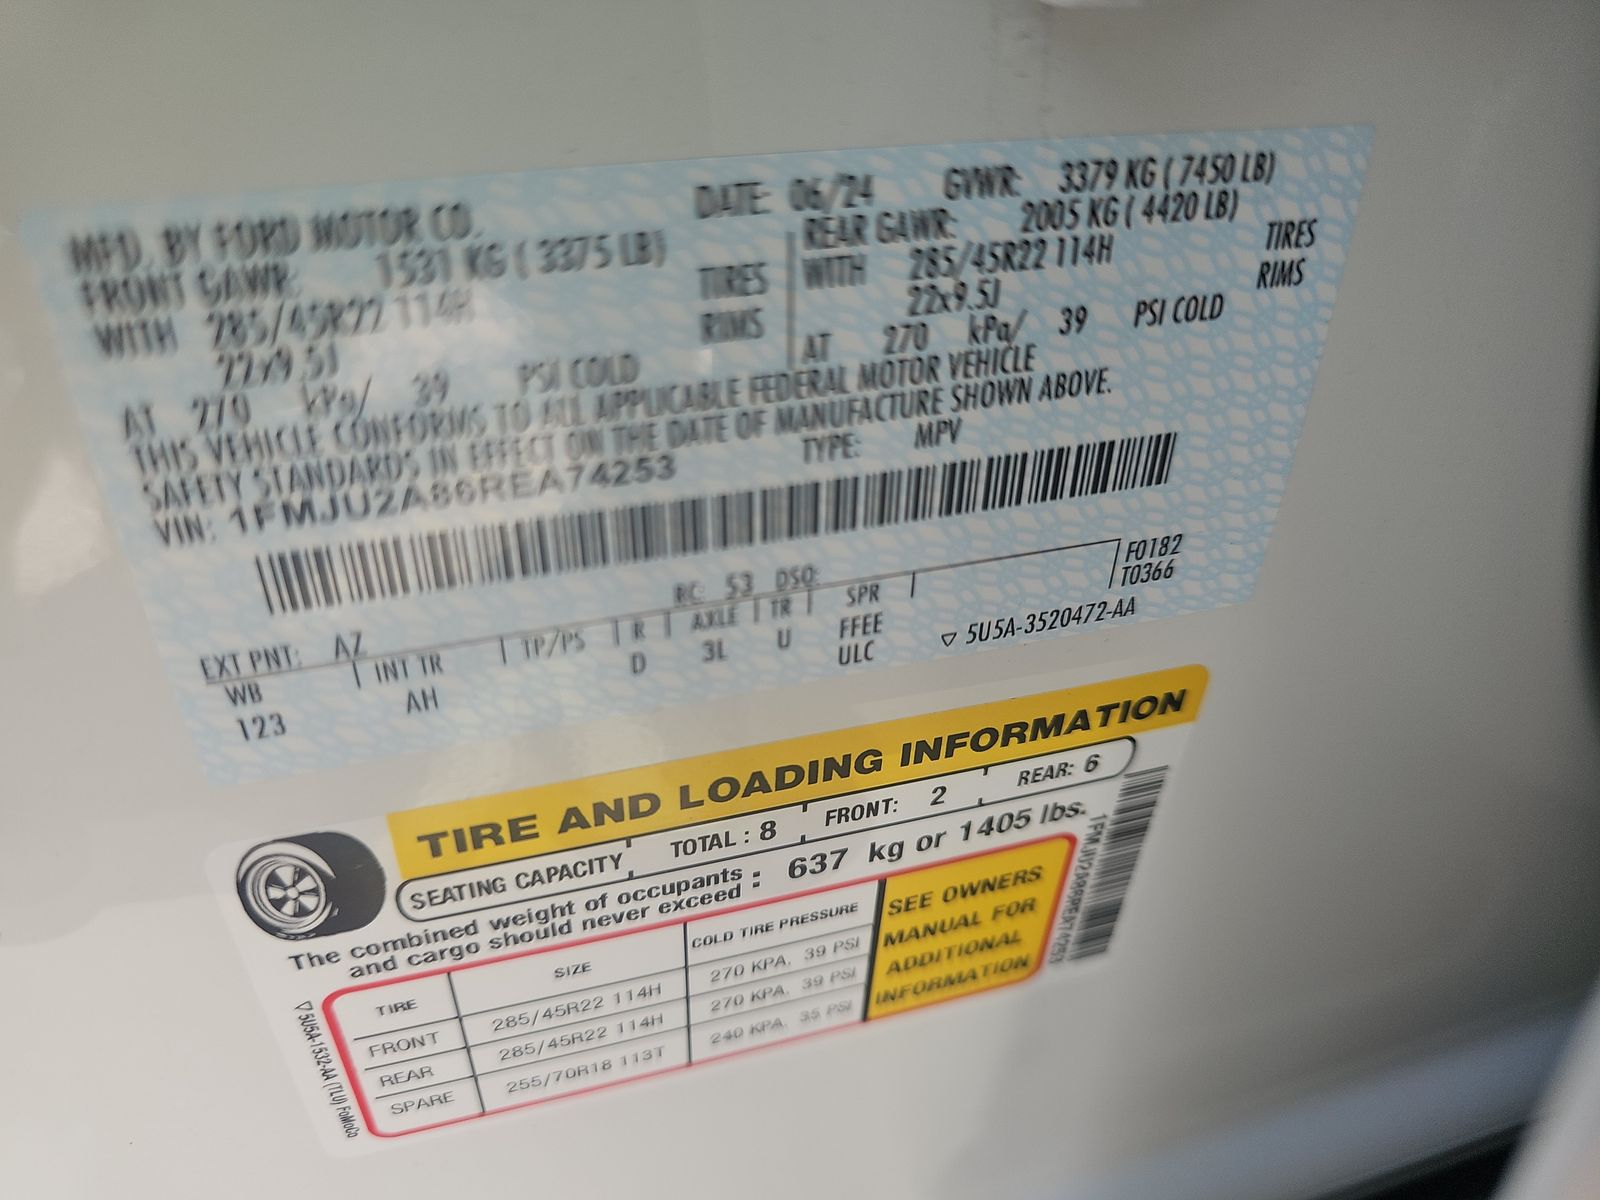 MFD. BY FORD MOTOR CO.
DATE: 06/24
GVWR: 3379 KG ( 7450 LB)
FRONT GAWR: 1531 KG ( 3375 LB)
WITH 285/45R22 114H TIRES
22x9.5J RIMS
AT 270 kPa/ 39 PSI COLD
REAR GAWR: 2005 KG ( 4420 LB)
WITH 285/45R22 114H TIRES
22x9.5J RIMS
AT 270 kPa/ 39 PSI COLD
THIS VEHICLE CONFORMS TO ALL APPLICABLE FEDERAL MOTOR VEHICLE
SAFETY STANDARDS IN EFFECT ON THE DATE OF MANUFACTURE SHOWN ABOVE.
VIN: 1FMJU2A86REA74253
TYPE: MPV
EXT PNT: AZ RC: 53 DSO:
F0182
T0366
WB INT TR TP/PS R AXLE TR SPR
123 AH D 3L U FFEE
ULC
5U5A-3520472-AA
TIRE AND LOADING INFORMATION
SEATING CAPACITY TOTAL : 8 FRONT: 2 REAR: 6
The combined weight of occupants
and cargo should never exceed : 637 kg or 1405 lbs.
TIRE SIZE COLD TIRE PRESSURE
FRONT 285/45R22 114H 270 KPA, 39 PSI
REAR 285/45R22 114H 270 KPA, 39 PSI
SPARE 255/70R18 113T 240 KPA, 35 PSI
SEE OWNERS
MANUAL FOR
ADDITIONAL
INFORMATION
5U5A-1532-AA (TLU) FoMoCo
1FMJU2A86REA74253